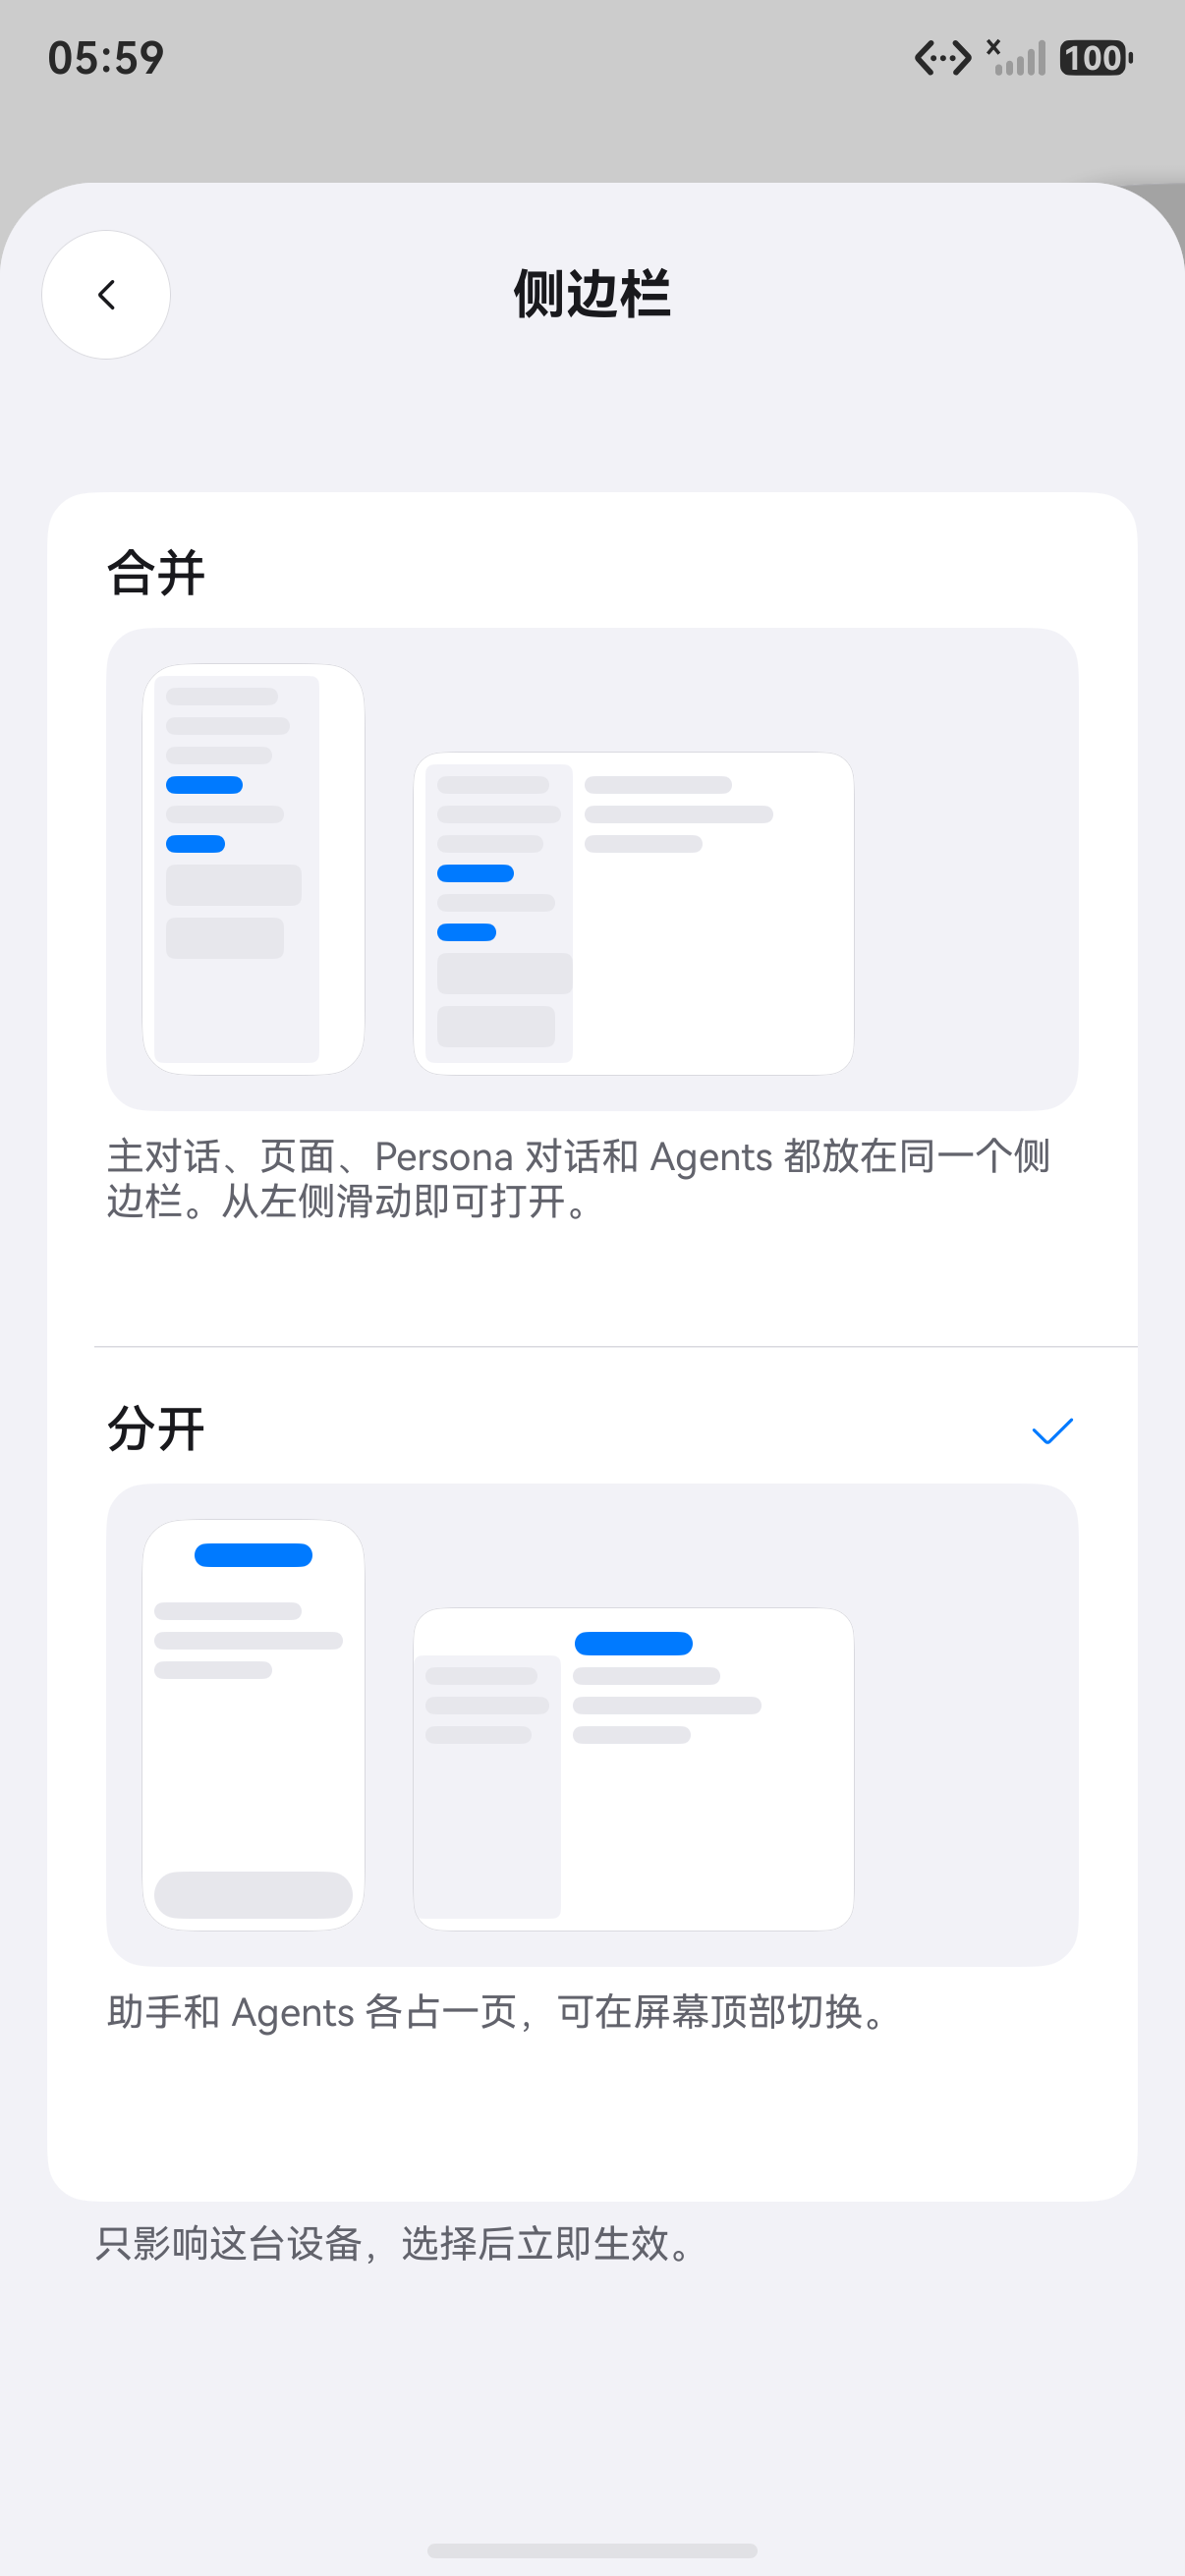 05:59
100
侧边栏
合并
主对话、页面、Persona 对话和 Agents 都放在同一个侧
边栏。从左侧滑动即可打开。
分开
助手和 Agents 各占一页，可在屏幕顶部切换。
只影响这台设备，选择后立即生效。